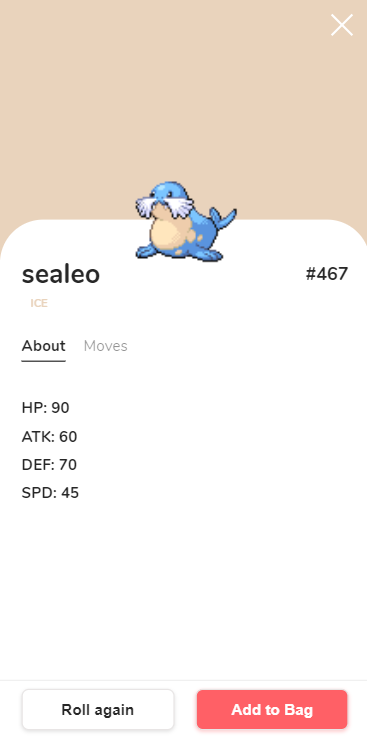 sealeo
#467
ICE
About
Moves
HP: 90
ATK: 60
DEF: 70
SPD: 45
Roll again
Add to Bag